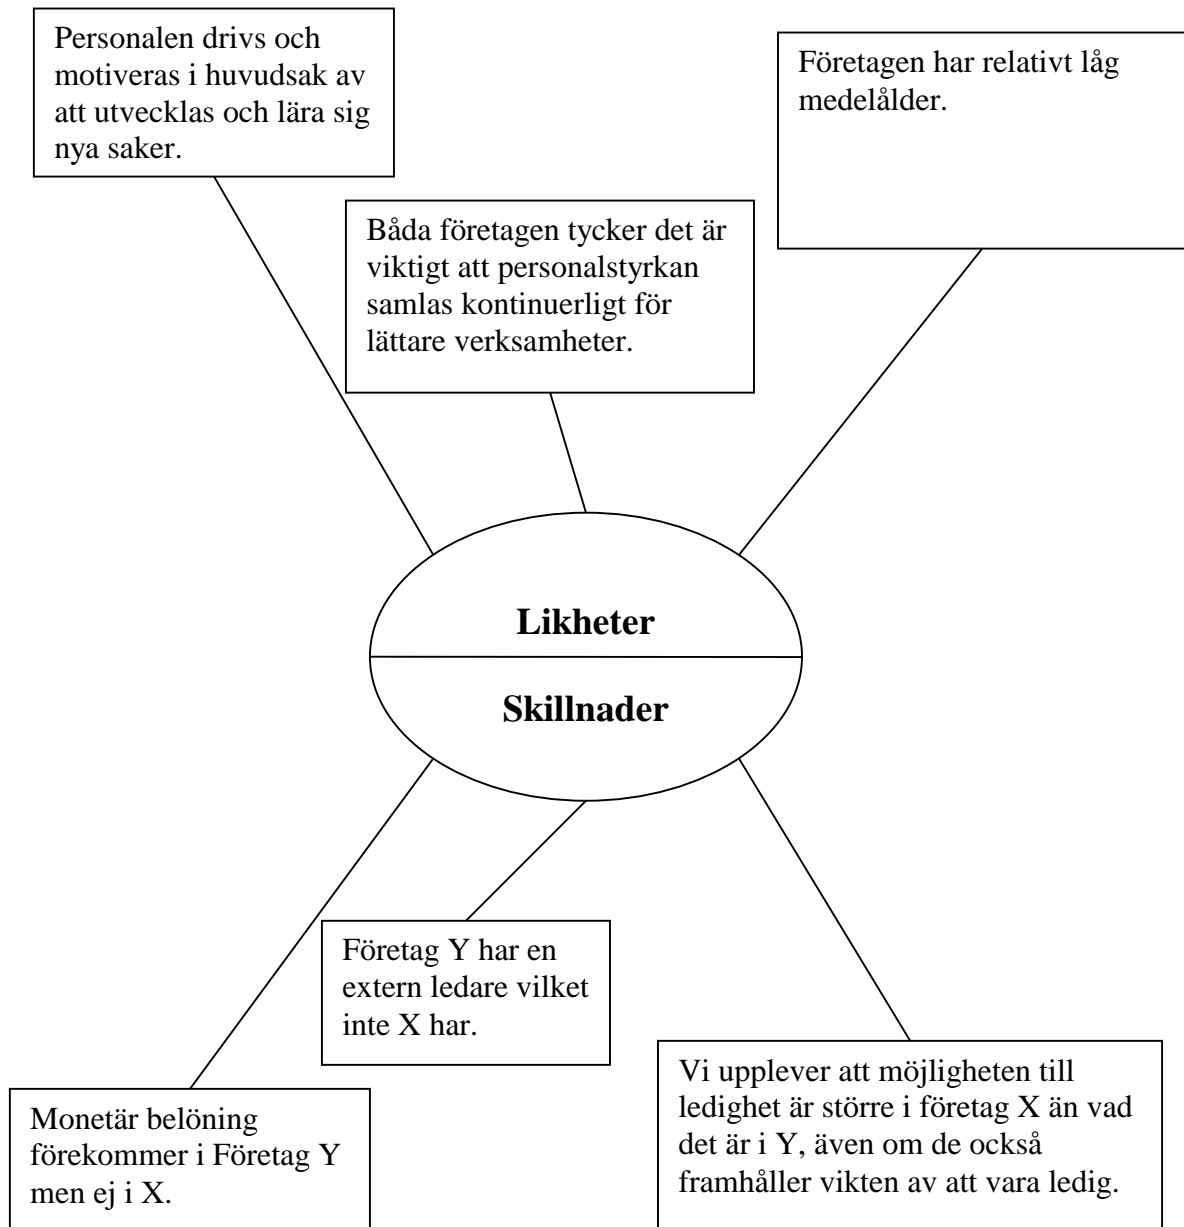 Personalen drivs och
motiveras i huvudsak av
att utvecklas och lära sig
nya saker.
Företagen har relativt låg
medelålder.
Båda företagen tycker det är
viktigt att personalstyrkan
samlas kontinuerligt för
lättare verksamheter.
Likheter
Skillnader
Företag Y har en
extern ledare vilket
inte X har.
Monetär belöning
förekommer i Företag Y
men ej i X.
Vi upplever att möjligheten till
ledighet är större i företag X än vad
det är i Y, även om de också
framhåller vikten av att vara ledig.